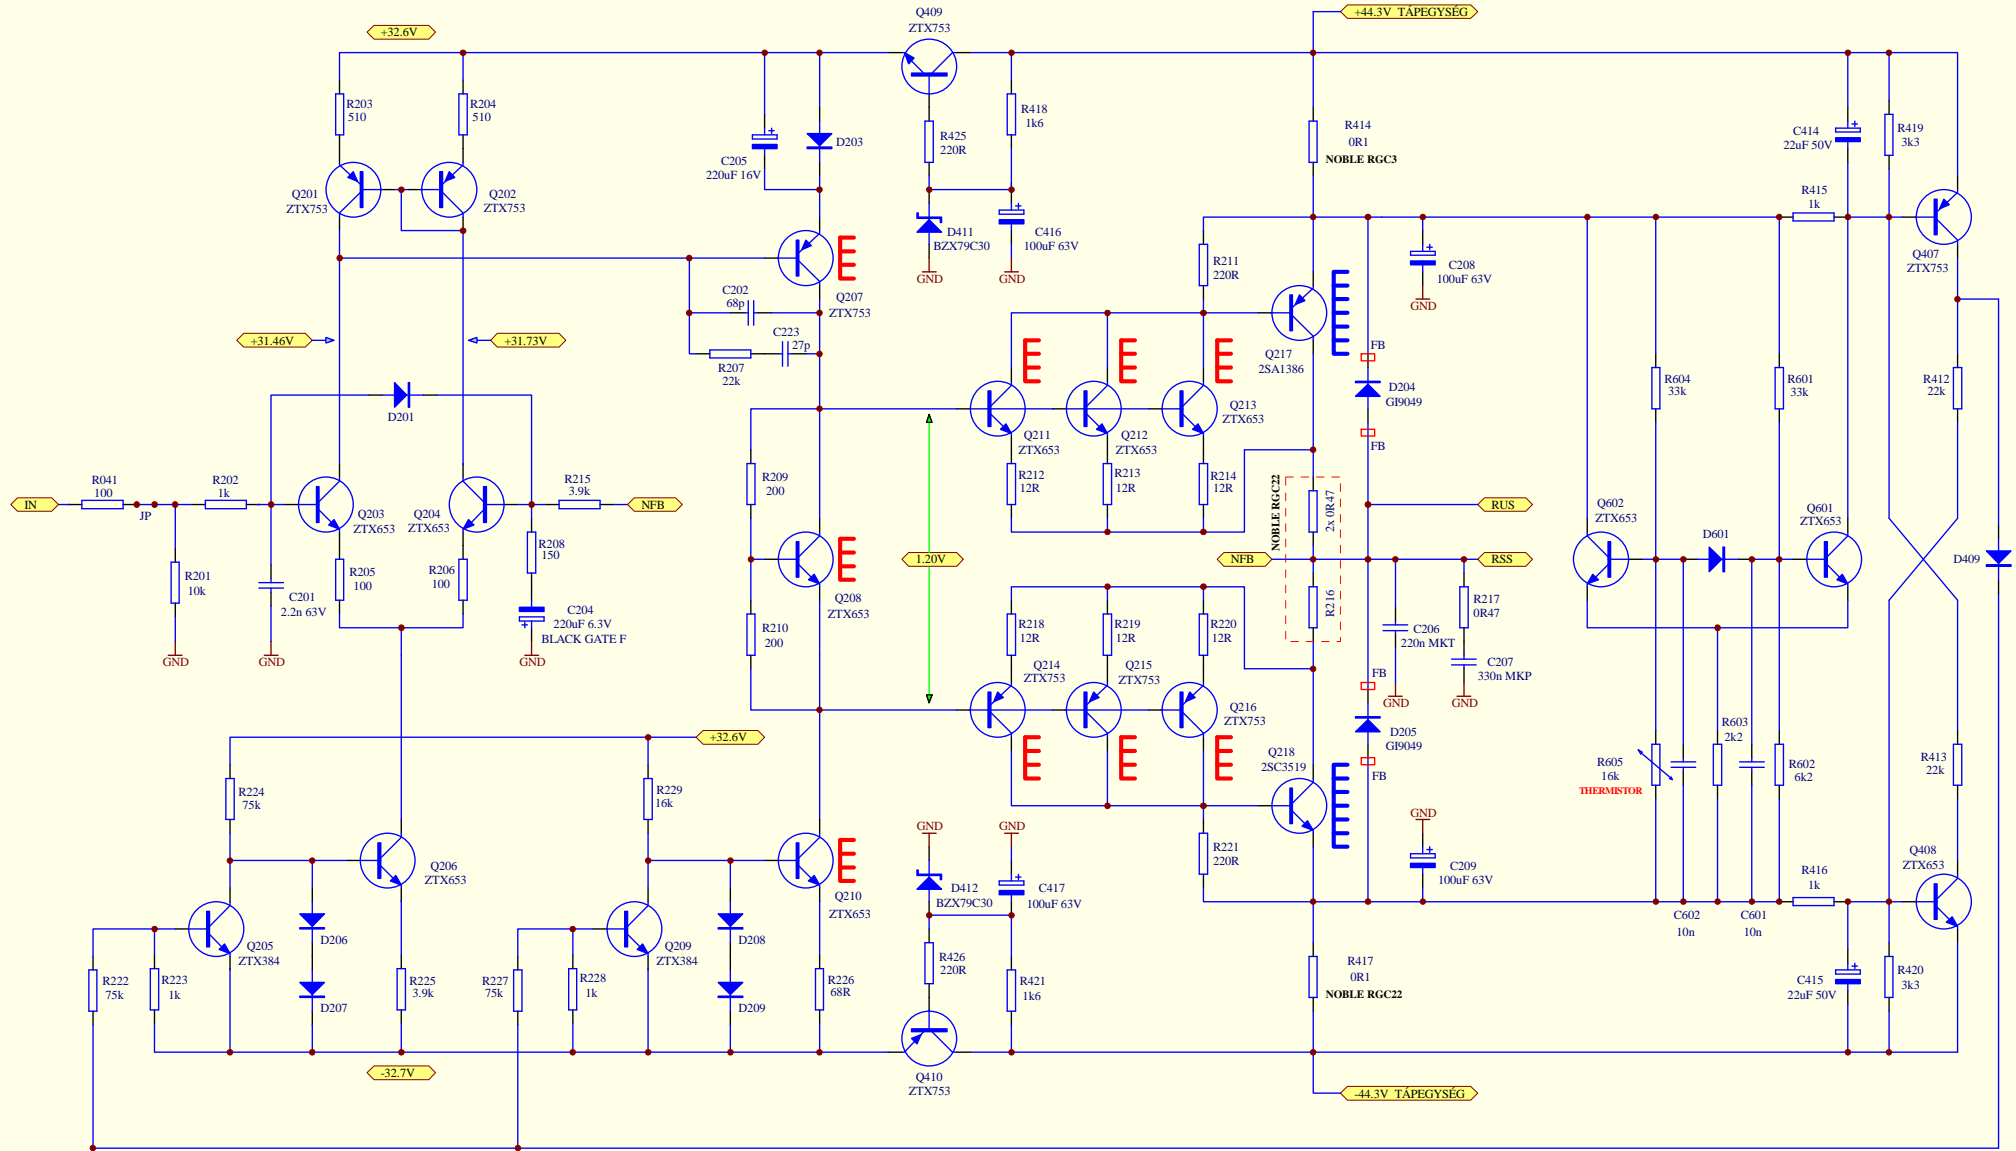 +32.6V
Q409
ZTX753
+44.3V TÁPEGYSÉG
R203
510
R204
510
C205
220uF 16V
D203
R425
220R
R418
1k6
R414
0R1
NOBLE RGC3
C414
22uF 50V
R419
3k3
Q201
ZTX753
Q202
ZTX753
R415
1k
D411
BZX79C30
C416
100uF 63V
GND
GND
R211
220R
C208
100uF 63V
GND
Q407
ZTX753
Q207
ZTX753
C202
68p
C223
27p
R207
22k
+31.46V
+31.73V
Q217
2SA1386
FB
D204
GI9049
FB
R604
33k
R601
33k
R412
22k
D201
Q211
ZTX653
Q212
ZTX653
Q213
ZTX653
R041
100
R202
1k
IN
JP
Q203
ZTX653
Q204
ZTX653
R215
3.9k
NFB
R209
200
R212
12R
R213
12R
R214
12R
NOBLE RGC22
2x 0R47
RUS
Q602
ZTX653
D601
Q601
ZTX653
R201
10k
C201
2.2n 63V
R205
100
R206
100
R208
150
C204
220uF 6.3V
BLACK GATE F
GND
GND
GND
Q208
ZTX653
R210
200
1.20V
NFB
RSS
D409
R216
R217
0R47
C206
220n MKT
C207
330n MKP
GND
GND
R218
12R
R219
12R
R220
12R
Q214
ZTX753
Q215
ZTX753
Q216
ZTX753
FB
D205
GI9049
FB
+32.6V
R224
75k
R229
16k
Q218
2SC3519
R605
16k
THERMISTOR
R603
2k2
R602
6k2
R413
22k
GND
GND
GND
R221
220R
Q206
ZTX653
Q210
ZTX653
D412
BZX79C30
C417
100uF 63V
C209
100uF 63V
R416
1k
Q408
ZTX653
Q205
ZTX384
D206
Q209
ZTX384
D208
C602
10n
C601
10n
R222
75k
R223
1k
D207
R225
3.9k
R227
75k
R228
1k
D209
R226
68R
R426
220R
R421
1k6
R417
0R1
NOBLE RGC22
C415
22uF 50V
R420
3k3
-32.7V
Q410
ZTX753
-44.3V TÁPEGYSÉG